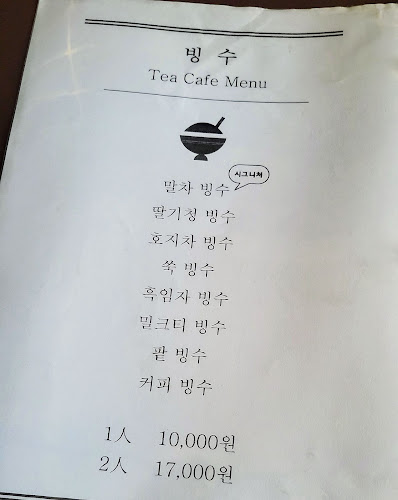 빙 수
Tea Cafe Menu
시그니쳐
말차 빙수
딸기칭 빙수
호지차 빙수
쑥 빙수
흑임자 빙수
밀크티 빙수
팥 빙수
커피 빙수
1人 10,000원
2人 17,000원